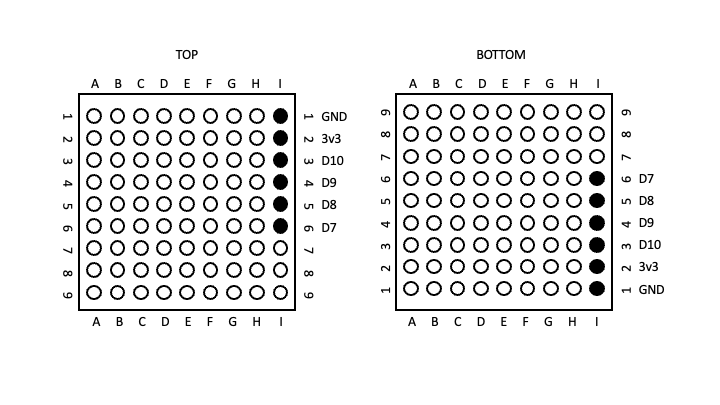 TOP
BOTTOM
A B C D E F G H I
A B C D E F G H I
1 1 GND
2 2 3v3
3 3 D10
4 4 D9
5 5 D8
6 6 D7
7 7
8 8
9 9
A B C D E F G H I
9 9
8 8
7 7
6 6 D7
5 5 D8
4 4 D9
3 3 D10
2 2 3v3
1 1 GND
A B C D E F G H I